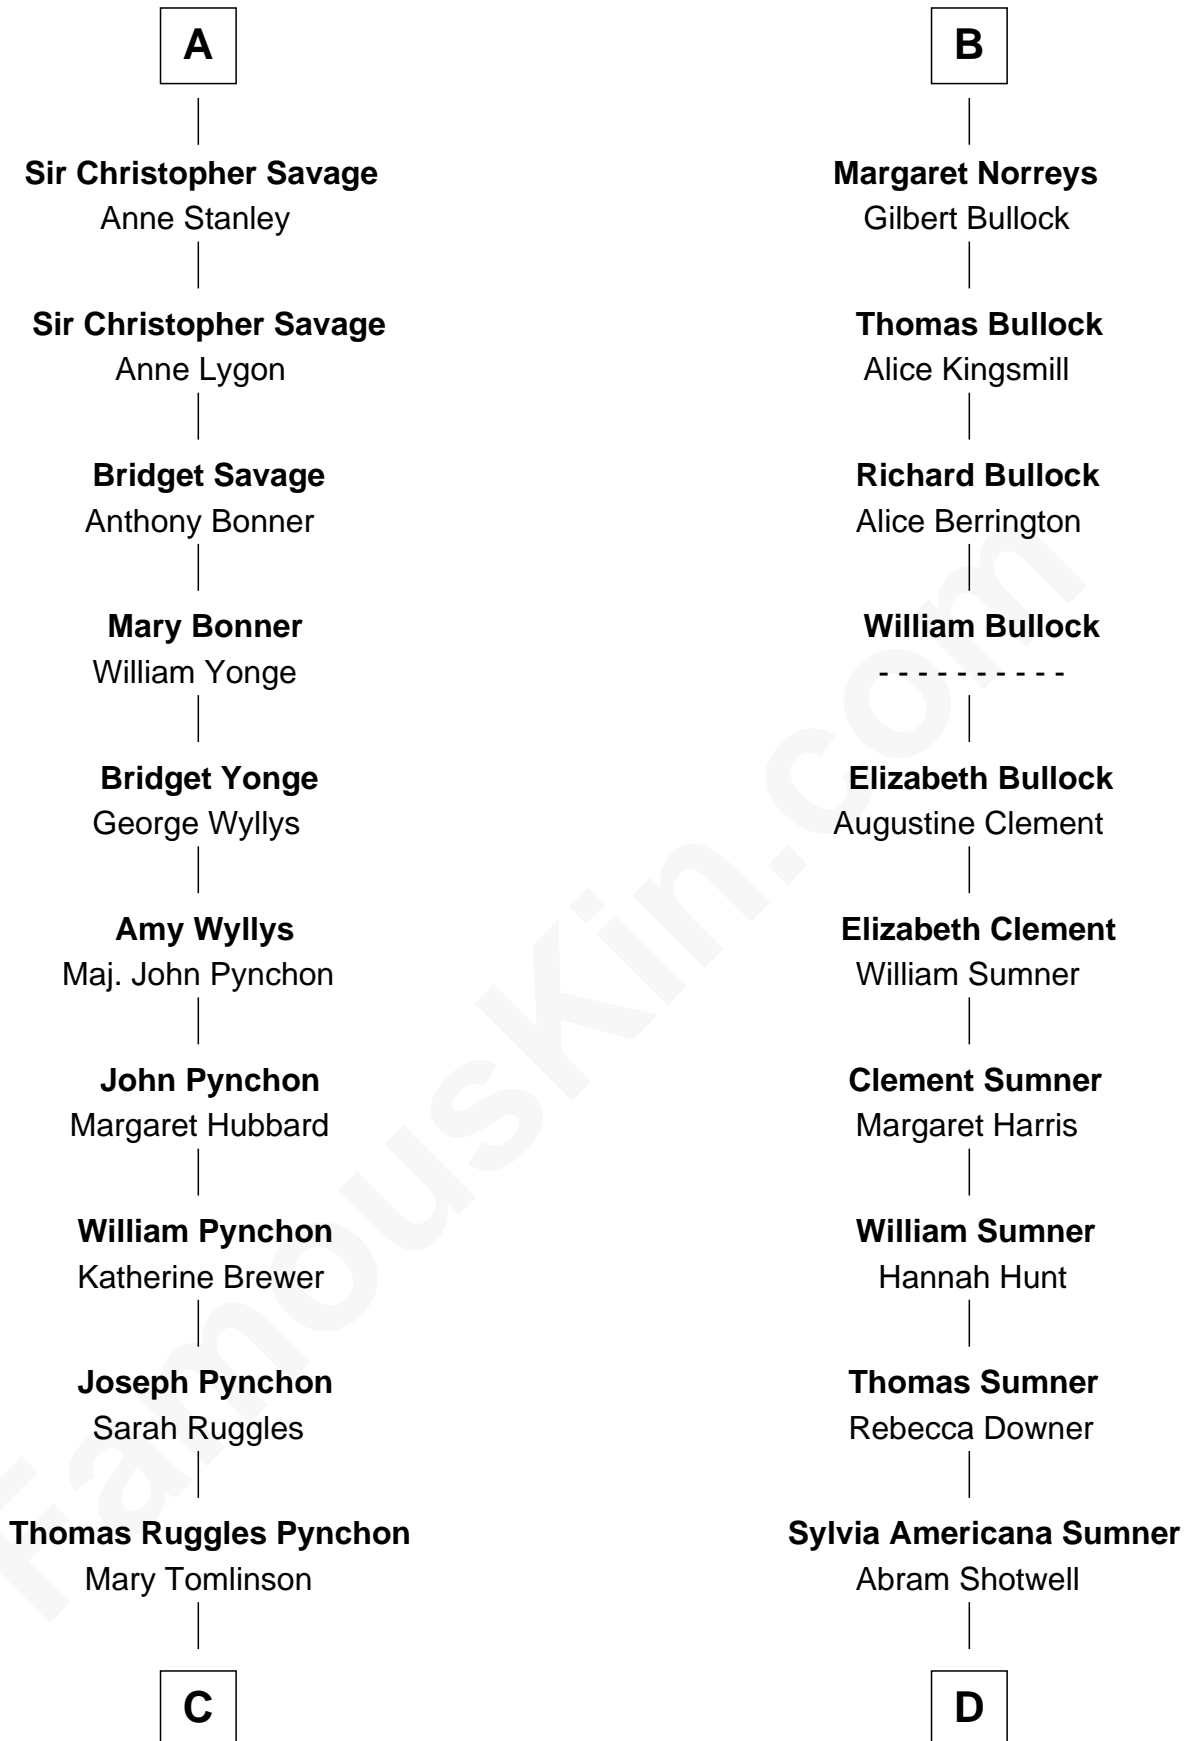 A
Sir Christopher Savage
Anne Stanley
Sir Christopher Savage
Anne Lygon
Bridget Savage
Anthony Bonner
Mary Bonner
William Yonge
Bridget Yonge
George Wyllys
Amy Wyllys
Maj. John Pynchon
John Pynchon
Margaret Hubbard
William Pynchon
Katherine Brewer
Joseph Pynchon
Sarah Ruggles
Thomas Ruggles Pynchon
Mary Tomlinson
C
B
Margaret Norreys
Gilbert Bullock
Thomas Bullock
Alice Kingsmill
Richard Bullock
Alice Berrington
William Bullock
- - - - - - - - - -
Elizabeth Bullock
Augustine Clement
Elizabeth Clement
William Sumner
Clement Sumner
Margaret Harris
William Sumner
Hannah Hunt
Thomas Sumner
Rebecca Downer
Sylvia Americana Sumner
Abram Shotwell
D
FamousKin.com